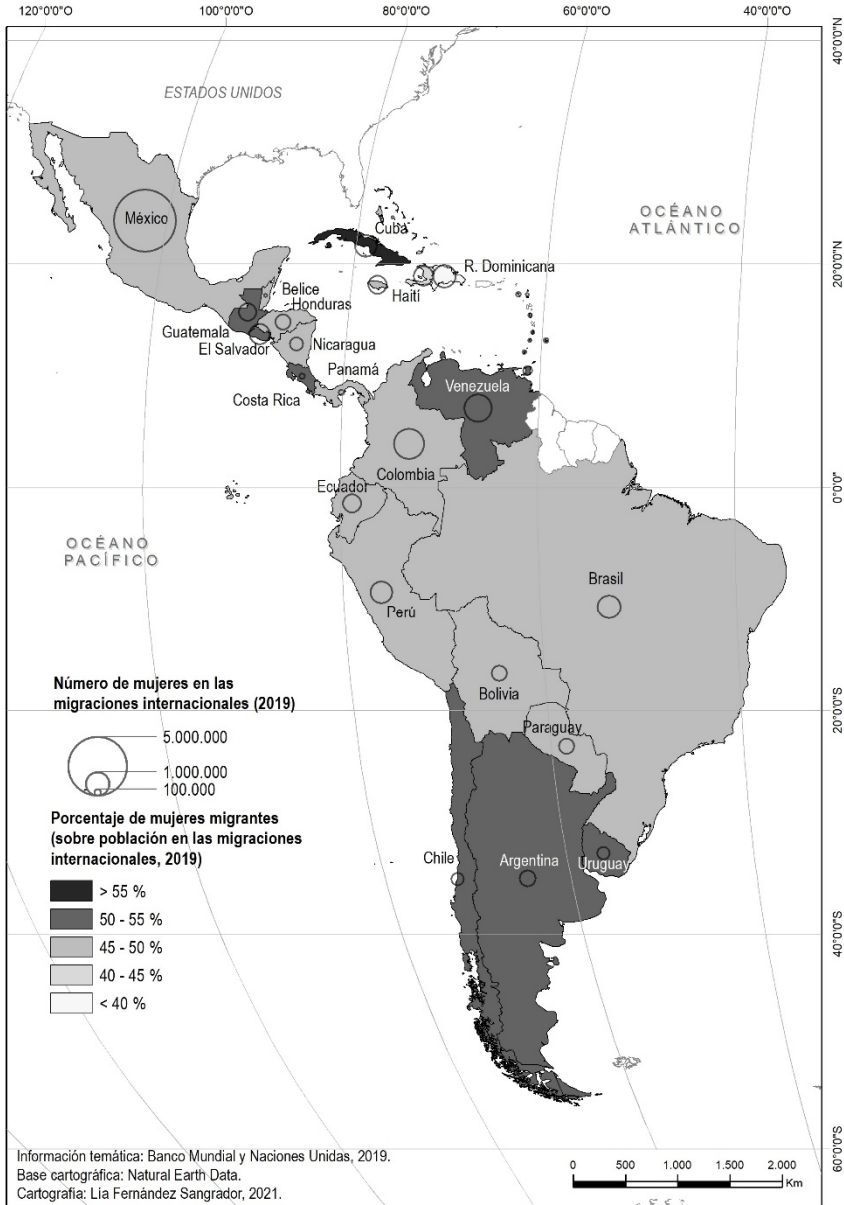 120°0'0"O
100°0'0"O
80°0'0"O
60°0'0"O
40°0'0"O
40°0'0"N
ESTADOS UNIDOS
México
OCÉANO
ATLÁNTICO
Cuba
20°0'0"N
R. Dominicana
Haití
Belice
Honduras
Guatemala
El Salvador
Nicaragua
Panamá
Costa Rica
Venezuela
Colombia
0°0'0"
Ecuador
OCÉANO
PACÍFICO
Brasil
Perú
Bolivia
20°0'0"S
Paraguay
Chile
Argentina
Uruguay
40°0'0"S
60°0'0"S
Número de mujeres en las
migraciones internacionales (2019)
5.000.000
1.000.000
100.000
Porcentaje de mujeres migrantes
(sobre población en las migraciones
internacionales, 2019)
> 55 %
50 - 55 %
45 - 50 %
40 - 45 %
< 40 %
Información temática: Banco Mundial y Naciones Unidas, 2019.
Base cartográfica: Natural Earth Data.
Cartografía: Lia Fernández Sangrador, 2021.
0 500 1.000 1.500 2.000
Km